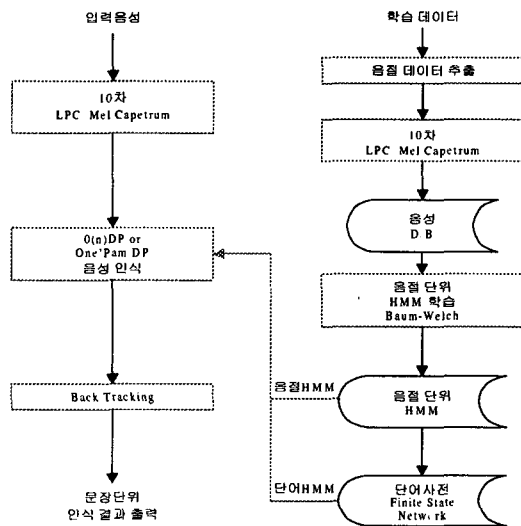 입력음성
10차
LPC Mel Capetrum
0(n)DP or
One'Pam DP
음성 인식
Back Tracking
문장단위
인식 결과 출력
학습 데이터
음절 데이터 추출
10차
LPC Mel Capetrum
음성
DB
음절 단위
HMM 학습
Baum-Welch
음절HMM
음절 단위
HMM
단어HMM
단어사전
Finite State
Network